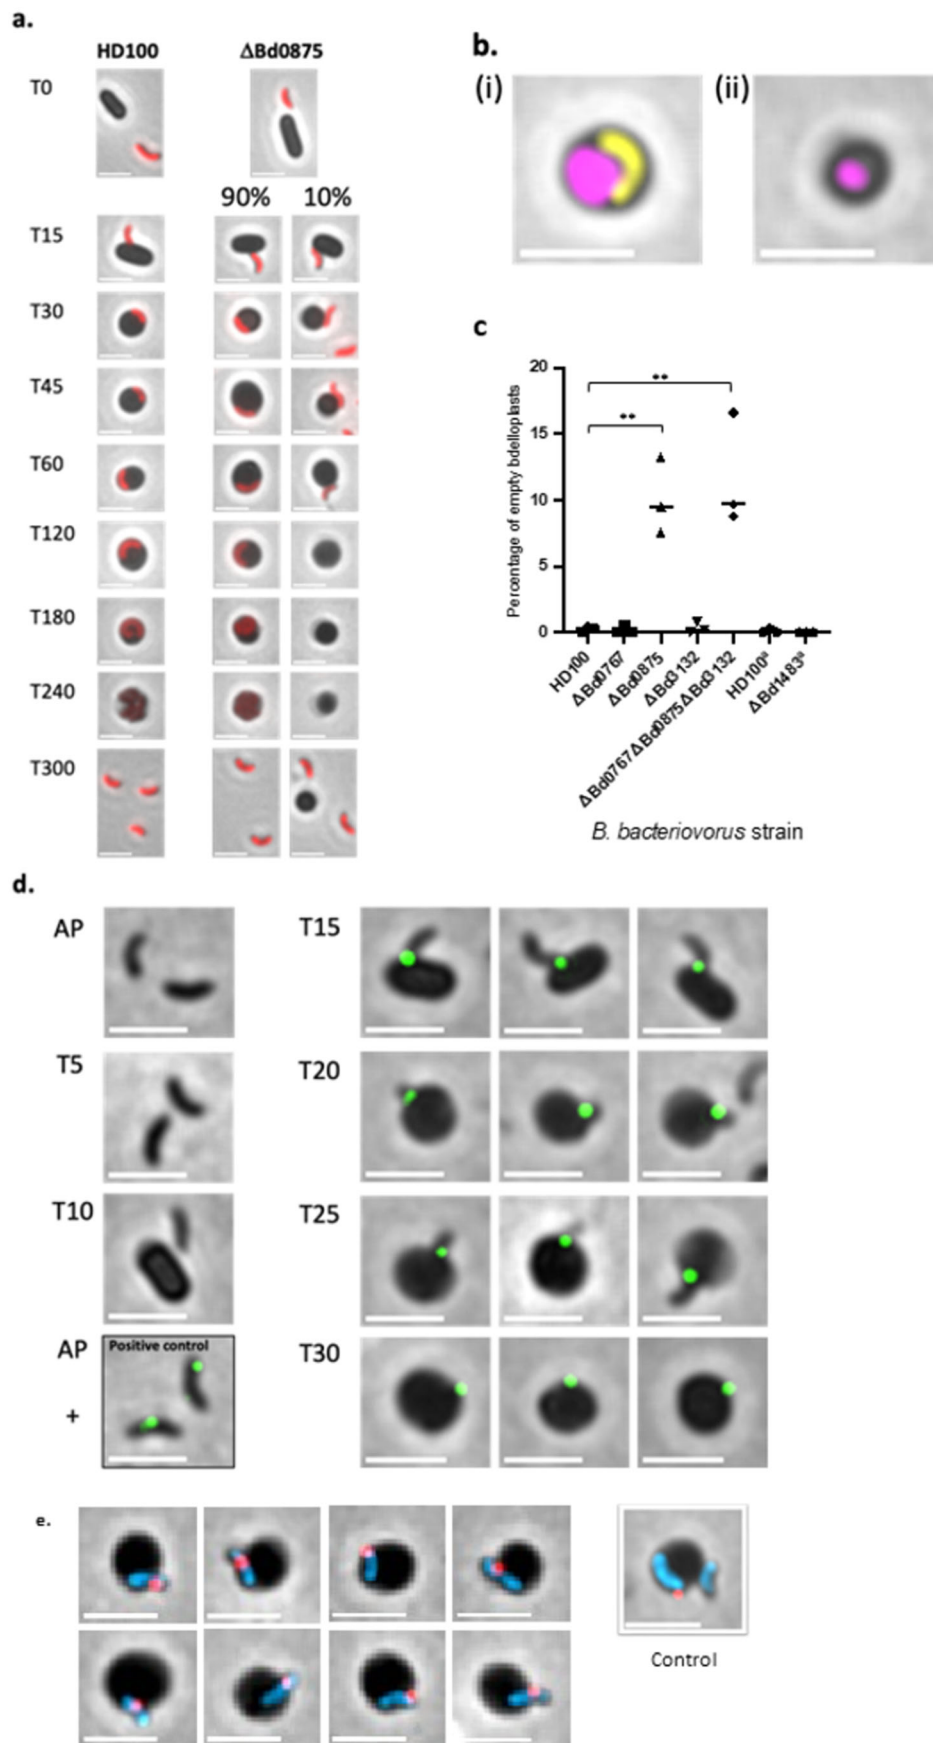 a.
HD100 ΔBd0875
T0
90% 10%
T15
T30
T45
T60
T120
T180
T240
T300
b.
(i) (ii)
c
Percentage of empty bdelloplasts
20
15
10
5
0
**
**
HD100
ΔBd0767
ΔBd0875
ΔBd3132
ΔBd0767ΔBd0875ΔBd3132
HD100ᵃ
ΔBd1483ᵃ
B. bacteriovorus strain
d.
AP T15
T5 T20
T10 T25
AP Positive control T30
+
e.
Control